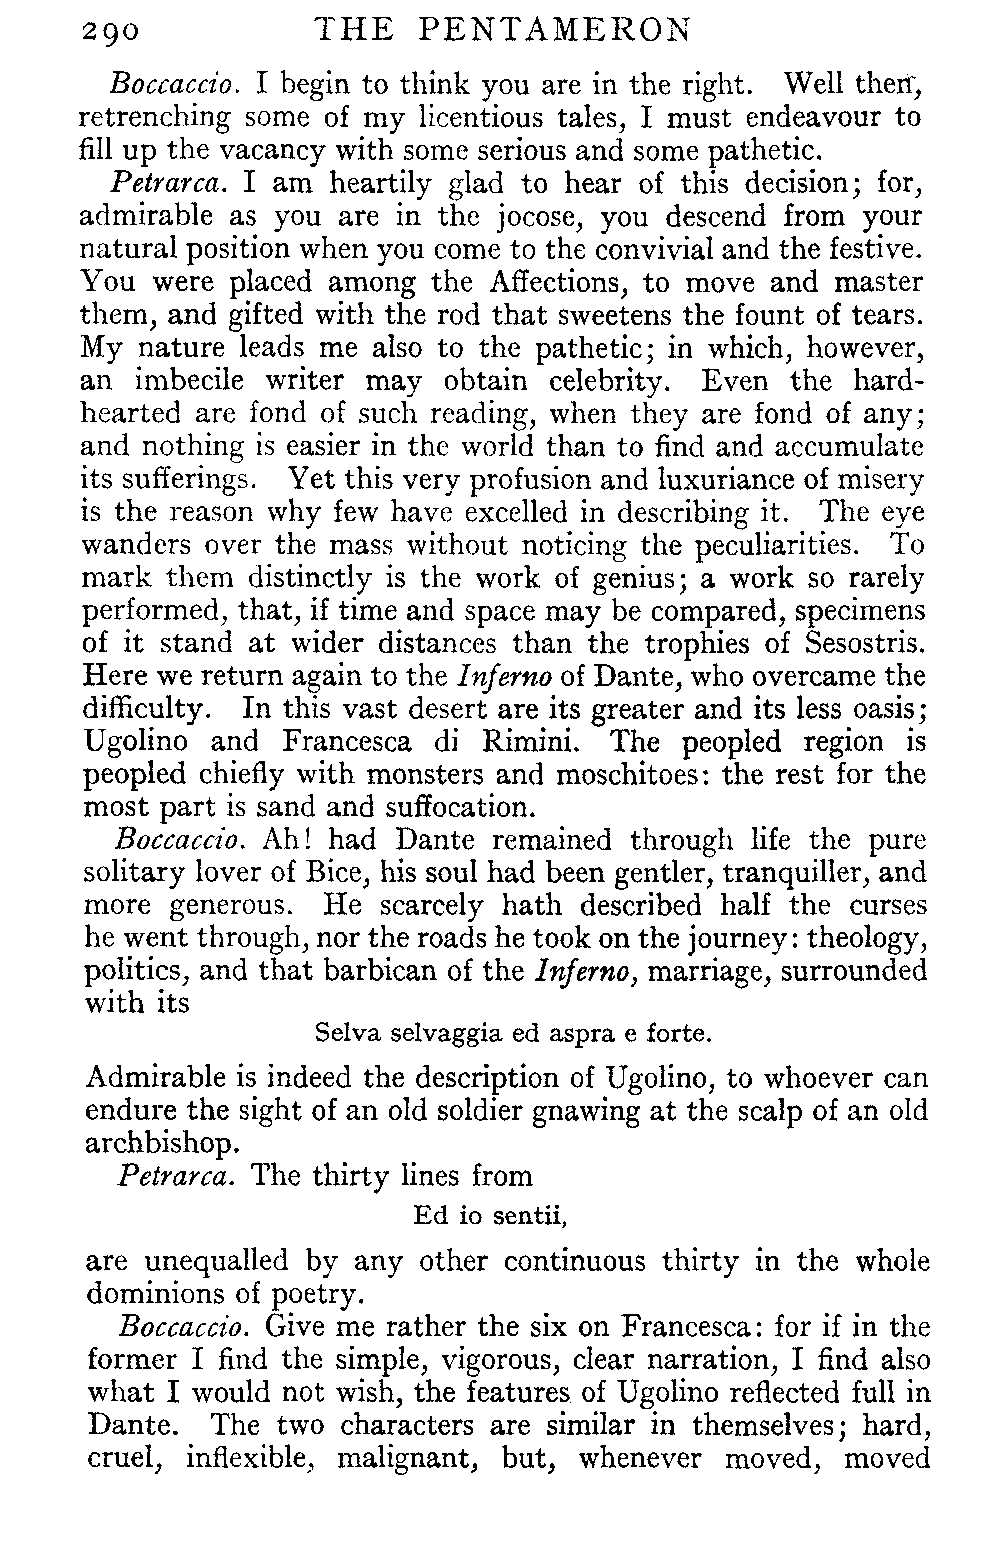 290 THE PENTAMERON
Boccaccio. I begin to think you are in the right. Well then,
retrenching some of my licentious tales, I must endeavour to
fill up the vacancy with some serious and some pathetic.
Petrarca. I am heartily glad to hear of this decision; for,
admirable as you are in the jocose, you descend from your
natural position when you come to the convivial and the festive.
You were placed among the Affections, to move and master
them, and gifted with the rod that sweetens the fount of tears.
My nature leads me also to the pathetic; in which, however,
an imbecile writer may obtain celebrity. Even the hard-
hearted are fond of such reading, when they are fond of any;
and nothing is easier in the world than to find and accumulate
its sufferings. Yet this very profusion and luxuriance of misery
is the reason why few have excelled in describing it. The eye
wanders over the mass without noticing the peculiarities. To
mark them distinctly is the work of genius; a work so rarely
performed, that, if time and space may be compared, specimens
of it stand at wider distances than the trophies of Sesostris.
Here we return again to the Inferno of Dante, who overcame the
difficulty. In this vast desert are its greater and its less oasis;
Ugolino and Francesca di Rimini. The peopled region is
peopled chiefly with monsters and moschitoes: the rest for the
most part is sand and suffocation.
Boccaccio. Ah! had Dante remained through life the pure
solitary lover of Bice, his soul had been gentler, tranquiller, and
more generous. He scarcely hath described half the curses
he went through, nor the roads he took on the journey: theology,
politics, and that barbican of the Inferno, marriage, surrounded
with its
Selva selvaggia ed aspra e forte.
Admirable is indeed the description of Ugolino, to whoever can
endure the sight of an old soldier gnawing at the scalp of an old
archbishop.
Petrarca. The thirty lines from
Ed io sentii,
are unequalled by any other continuous thirty in the whole
dominions of poetry.
Boccaccio. Give me rather the six on Francesca: for if in the
former I find the simple, vigorous, clear narration, I find also
what I would not wish, the features of Ugolino reflected full in
Dante. The two characters are similar in themselves; hard,
cruel, inflexible, malignant, but, whenever moved, moved